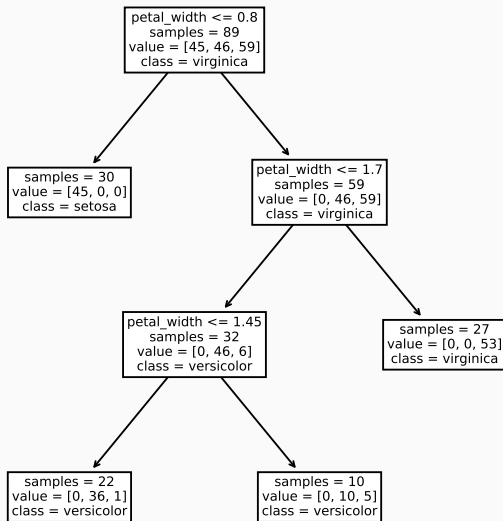 petal_width <= 0.8
samples = 89
value = [45, 46, 59]
class = virginica
samples = 30
value = [45, 0, 0]
class = setosa
petal_width <= 1.7
samples = 59
value = [0, 46, 59]
class = virginica
petal_width <= 1.45
samples = 32
value = [0, 46, 6]
class = versicolor
samples = 27
value = [0, 0, 53]
class = virginica
samples = 22
value = [0, 36, 1]
class = versicolor
samples = 10
value = [0, 10, 5]
class = versicolor